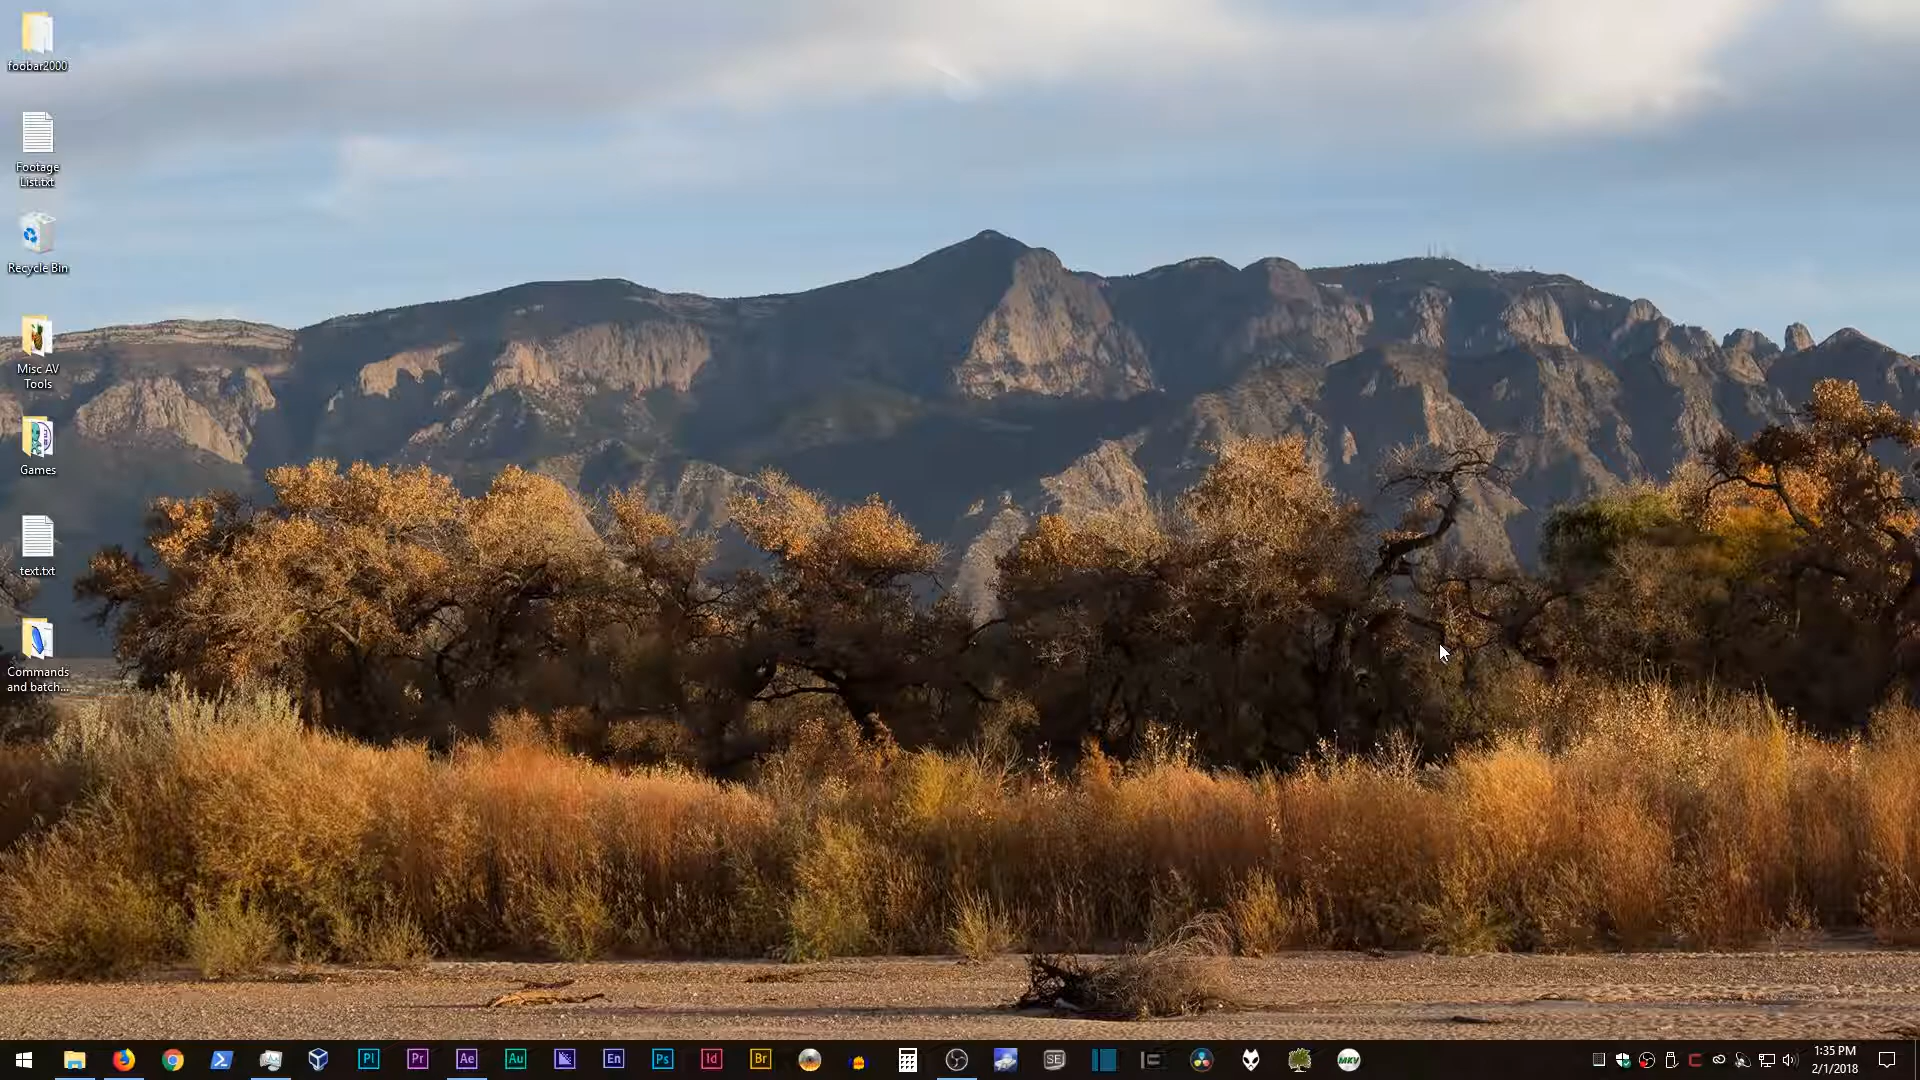 foobar2000
Footage
List.txt
Recycle Bin
Misc AV
Tools
Games
text.txt
Commands
and batch...
Pl
Pr
Ae
Au
En
Ps
Id
Br
SE
MKV
1:35 PM
2/1/2018